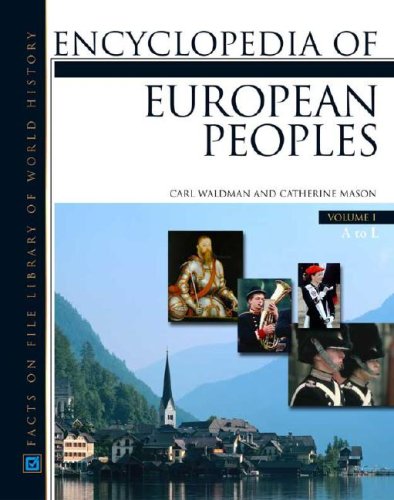 ENCYCLOPEDIA OF
EUROPEAN
PEOPLES
CARL WALDMAN AND CATHERINE MASON
VOLUME I
A to L
FACTS ON FILE LIBRARY OF WORLD HISTORY